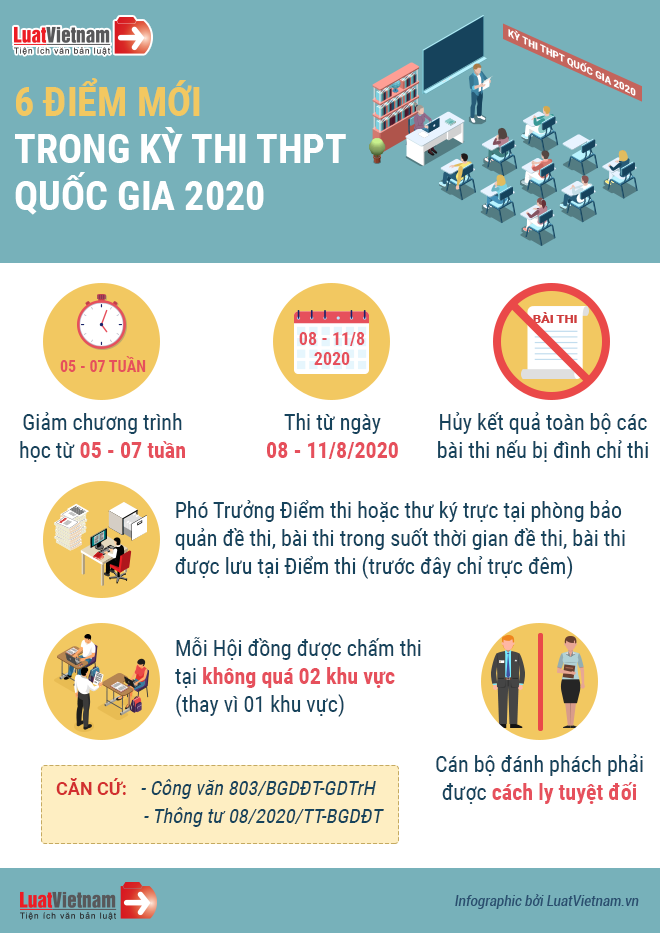 LuatVietnam
Tiện ích văn bản luật
KỲ THI THPT QUỐC GIA 2020
6 ĐIỂM MỚI
TRONG KỲ THI THPT
QUỐC GIA 2020
05 - 07 TUẦN
08 - 11/8
2020
BÀI THI
Giảm chương trình
học từ 05 - 07 tuần
Thi từ ngày
08 - 11/8/2020
Hủy kết quả toàn bộ các
bài thi nếu bị đình chỉ thi
Phó Trưởng Điểm thi hoặc thư ký trực tại phòng bảo
quản đề thi, bài thi trong suốt thời gian đề thi, bài thi
được lưu tại Điểm thi (trước đây chỉ trực đêm)
Mỗi Hội đồng được chấm thi
tại không quá 02 khu vực
(thay vì 01 khu vực)
Cán bộ đánh phách phải
được cách ly tuyệt đối
CĂN CỨ: - Công văn 803/BGDĐT-GDTrH
- Thông tư 08/2020/TT-BGDĐT
LuatVietnam
Tiện ích văn bản luật
Infographic bởi LuatVietnam.vn